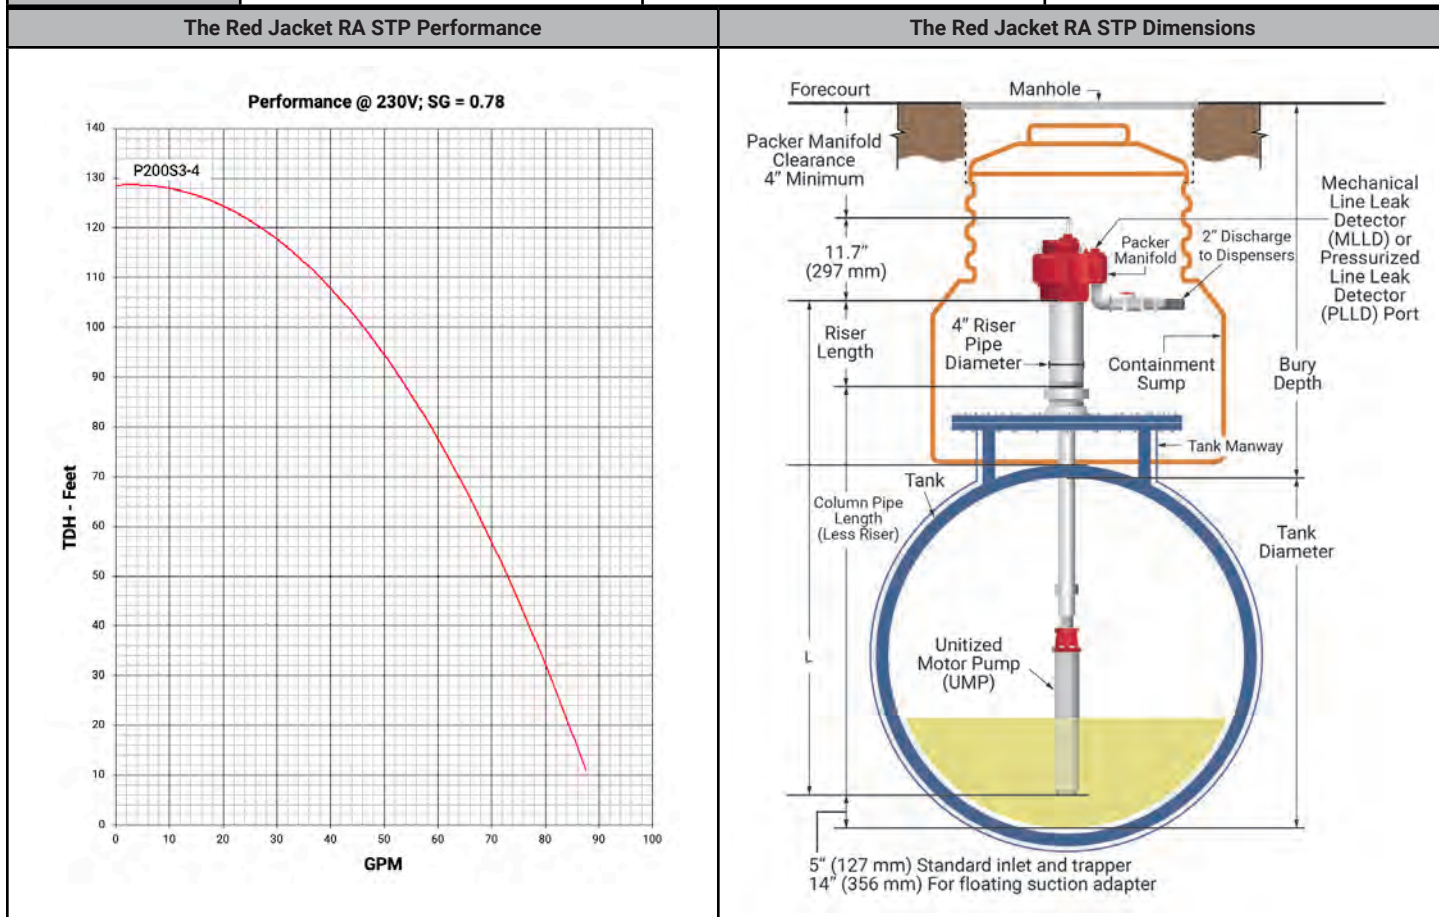 The Red Jacket RA STP Performance
The Red Jacket RA STP Dimensions
Performance @ 230V; SG = 0.78
140
130
120
110
100
90
80
70
60
50
40
30
20
10
0
P200S3-4
TDH - Feet
0 10 20 30 40 50 60 70 80 90 100
GPM
Forecourt
Manhole
Packer Manifold
Clearance
4” Minimum
11.7”
(297 mm)
Riser
Length
4” Riser
Pipe
Diameter
Packer
Manifold
2” Discharge
to Dispensers
Mechanical
Line Leak
Detector
(MLLD) or
Pressurized
Line Leak
Detector
(PLLD) Port
Containment
Sump
Bury
Depth
Tank Manway
Tank
Column Pipe
Length
(Less Riser)
Tank
Diameter
L
Unitized
Motor Pump
(UMP)
5“ (127 mm) Standard inlet and trapper
14” (356 mm) For floating suction adapter